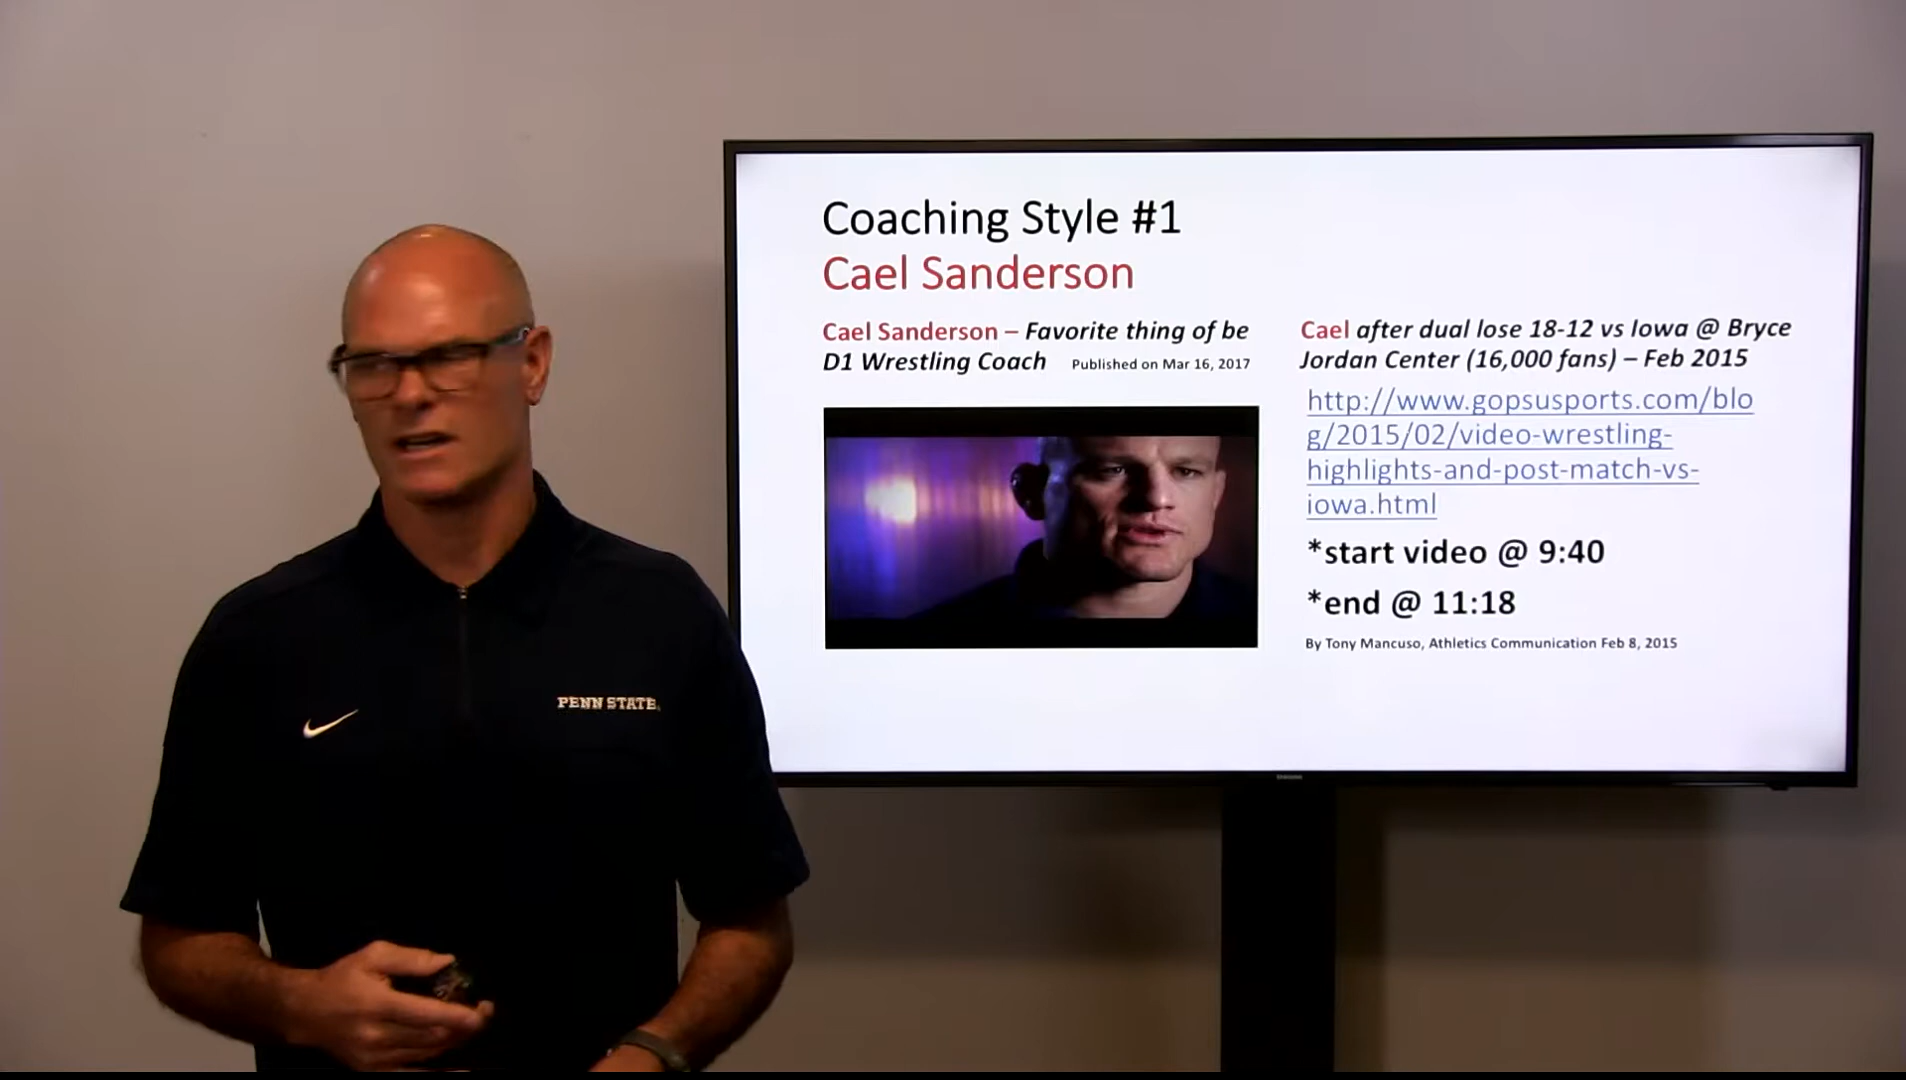 Coaching Style #1
Cael Sanderson
Cael Sanderson – Favorite thing of be
D1 Wrestling Coach Published on Mar 16, 2017
Cael after dual lose 18-12 vs Iowa @ Bryce
Jordan Center (16,000 fans) – Feb 2015
http://www.gopsusports.com/blo
g/2015/02/video-wrestling-
highlights-and-post-match-vs-
iowa.html
*start video @ 9:40
*end @ 11:18
By Tony Mancuso, Athletics Communication Feb 8, 2015
PENN STATE
SAMSUNG